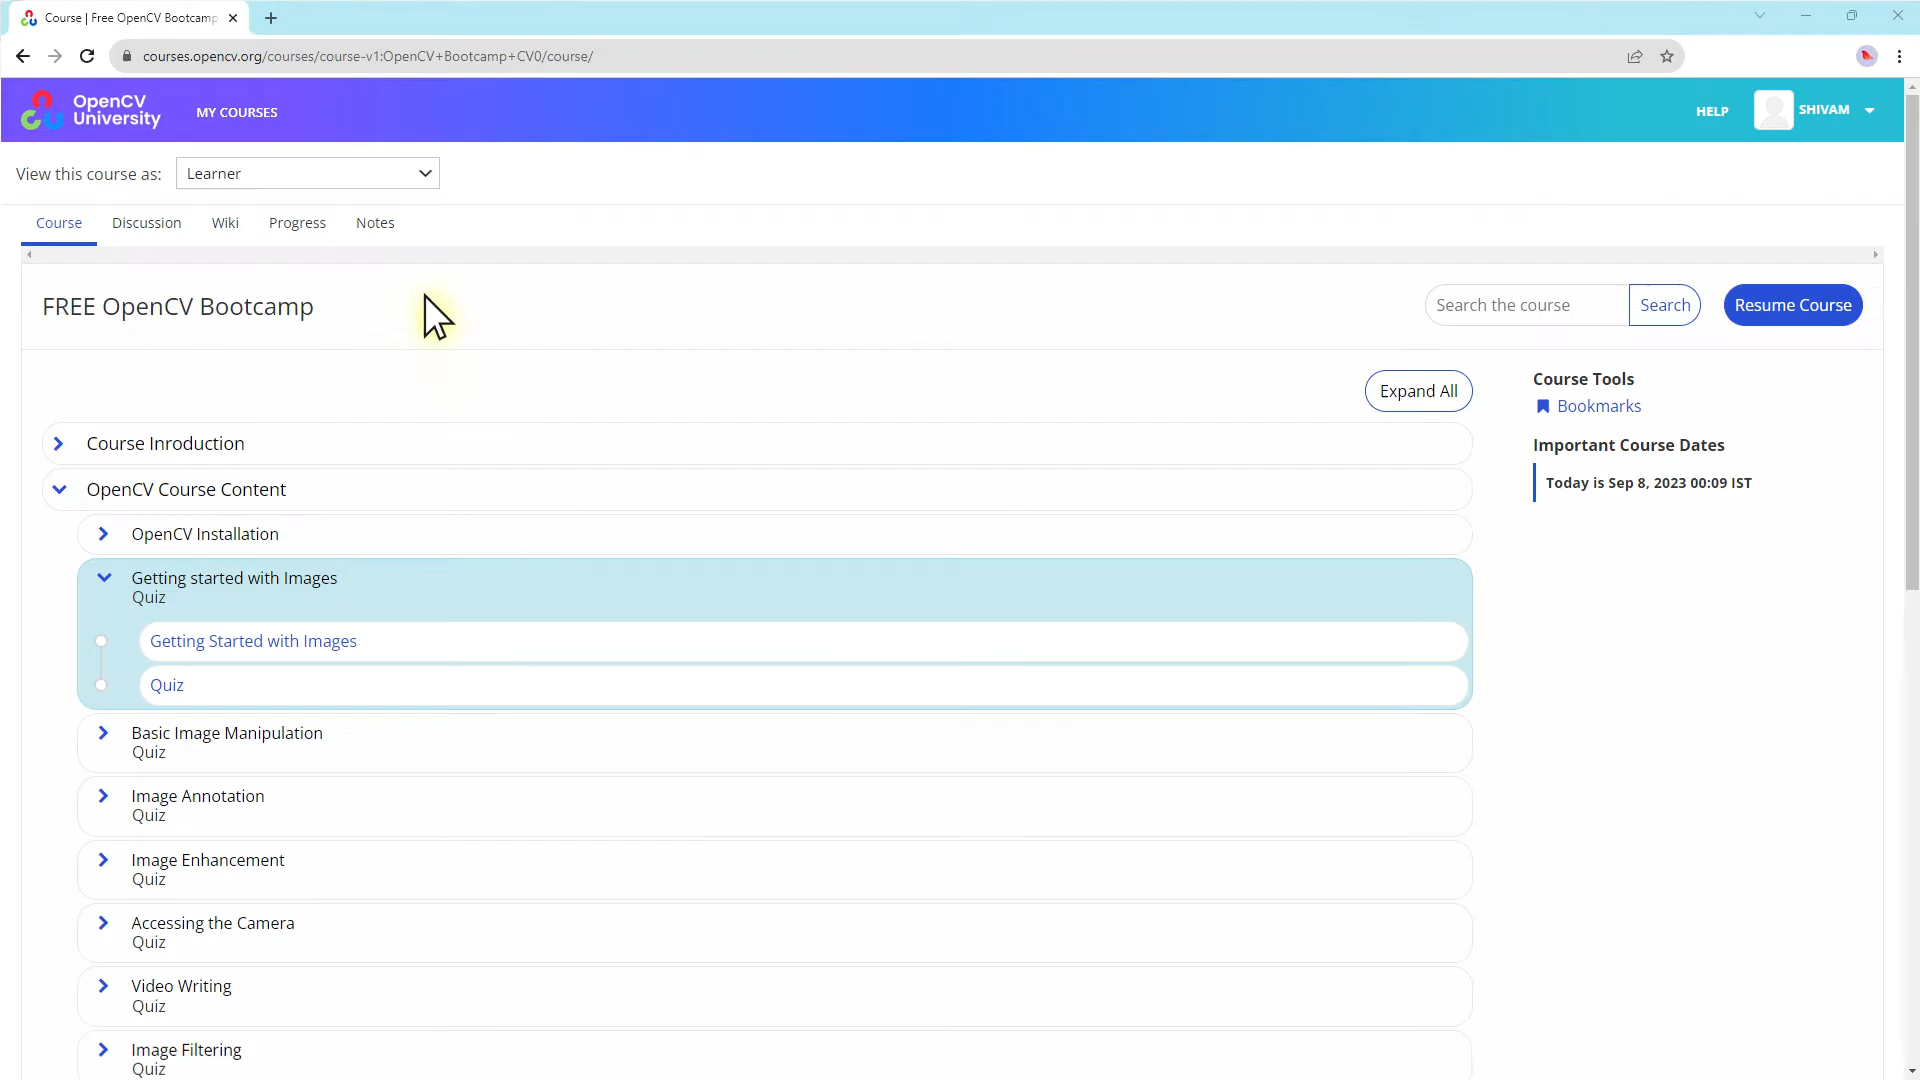 Course | Free OpenCV Bootcamp
courses.opencv.org/courses/course-v1:OpenCV+Bootcamp+CV0/course/
OpenCV
University
MY COURSES
HELP
SHIVAM
View this course as:
Learner
Course
Discussion
Wiki
Progress
Notes
FREE OpenCV Bootcamp
Search the course
Search
Resume Course
Expand All
Course Inroduction
OpenCV Course Content
OpenCV Installation
Getting started with Images
Quiz
Getting Started with Images
Quiz
Basic Image Manipulation
Quiz
Image Annotation
Quiz
Image Enhancement
Quiz
Accessing the Camera
Quiz
Video Writing
Quiz
Image Filtering
Quiz
Course Tools
Bookmarks
Important Course Dates
Today is Sep 8, 2023 00:09 IST